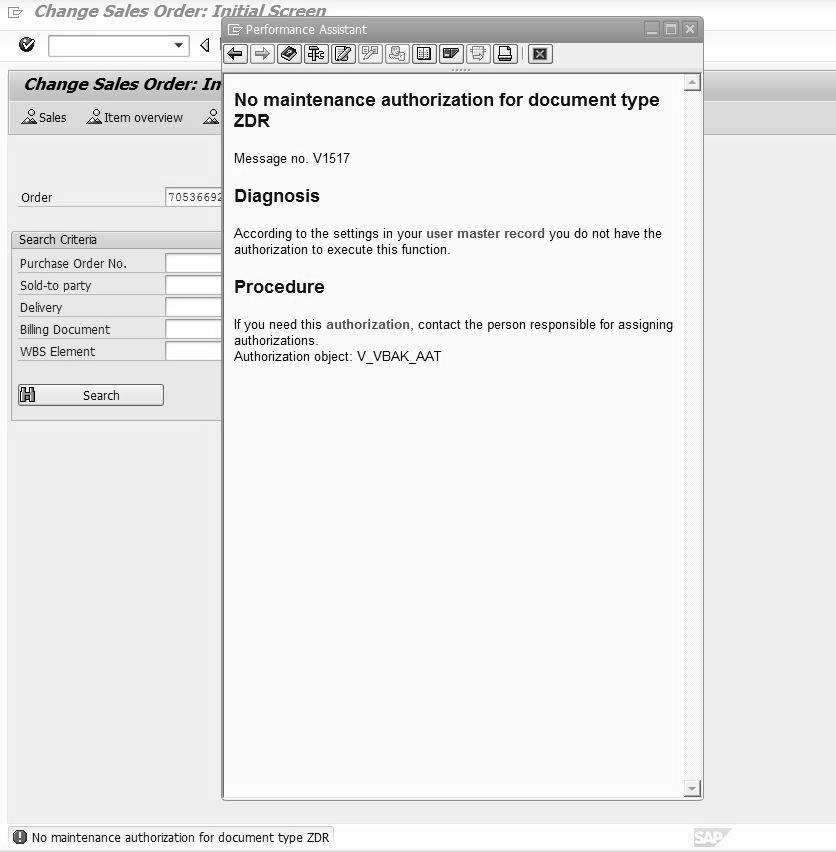 Change Sales Order: Initial Screen
Performance Assistant
Change Sales Order: In
Sales
Item overview
Order
70536692
Search Criteria
Purchase Order No.
Sold-to party
Delivery
Billing Document
WBS Element
Search
No maintenance authorization for document type
ZDR
Message no. V1517
Diagnosis
According to the settings in your user master record you do not have the
authorization to execute this function.
Procedure
If you need this authorization, contact the person responsible for assigning
authorizations.
Authorization object: V_VBAK_AAT
No maintenance authorization for document type ZDR
SAP